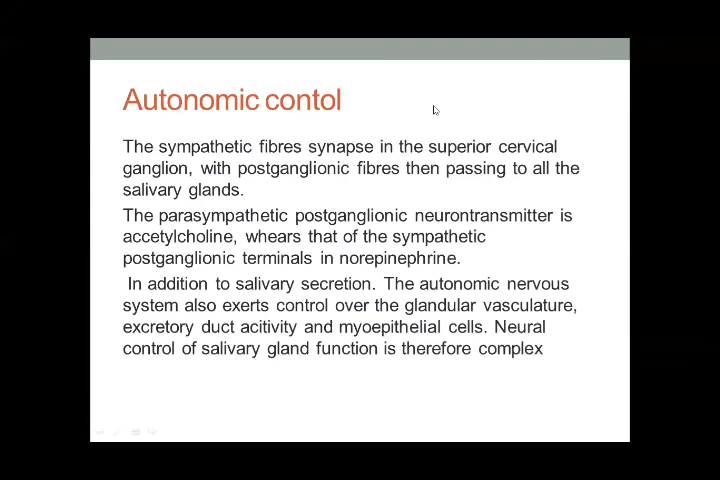 Autonomic contol
The sympathetic fibres synapse in the superior cervical
ganglion, with postganglionic fibres then passing to all the
salivary glands.
The parasympathetic postganglionic neurontransmitter is
accetylcholine, whears that of the sympathetic
postganglionic terminals in norepinephrine.
In addition to salivary secretion. The autonomic nervous
system also exerts control over the glandular vasculature,
excretory duct acitivity and myoepithelial cells. Neural
control of salivary gland function is therefore complex